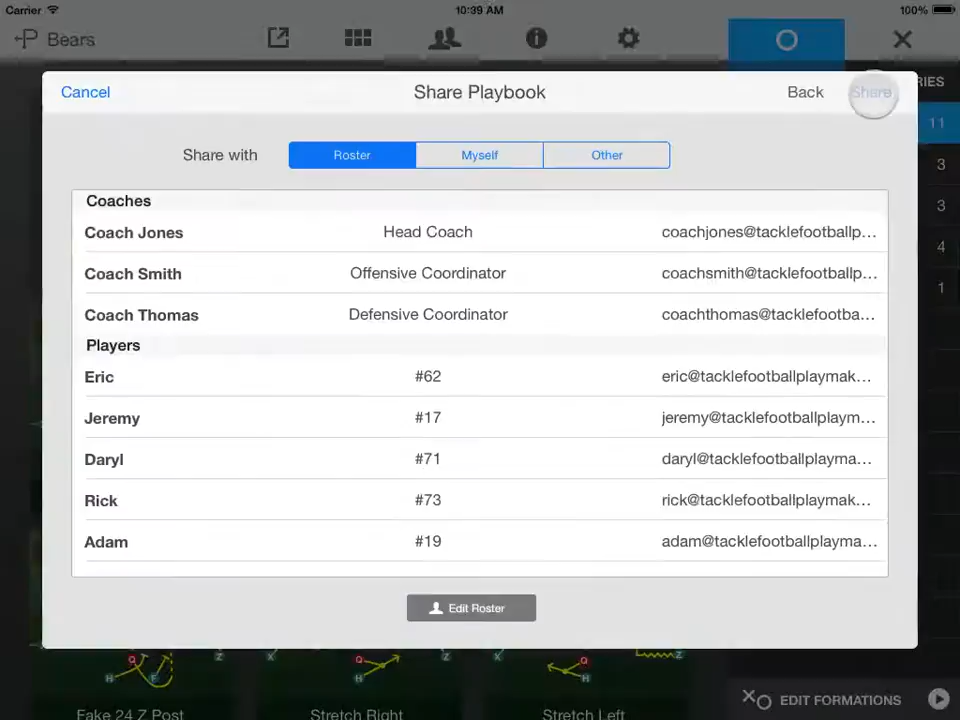 Carrier 10:39 AM 100%
Bears
Cancel Share Playbook Back Share
RIES
Share with Roster Myself Other
11
Coaches
3
Coach Jones Head Coach coachjones@tacklefootballp...
3
Coach Smith Offensive Coordinator coachsmith@tacklefootballp...
4
Coach Thomas Defensive Coordinator coachthomas@tacklefootba...
1
Players
Eric #62 eric@tacklefootballplaymak...
Jeremy #17 jeremy@tacklefootballplaym...
Daryl #71 daryl@tacklefootballplayma...
Rick #73 rick@tacklefootballplaymak...
Adam #19 adam@tacklefootballplayma...
Edit Roster
Q Z X Q Z X Q Z
H F H H
EDIT FORMATIONS
Fake 24 Z Post Stretch Right Stretch Left